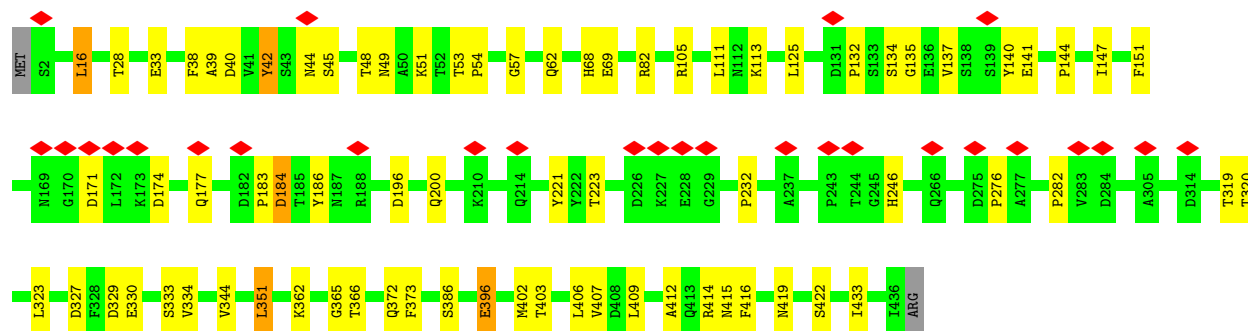 MET S2 L16 T28 E33 F38 A39 D40 V41 Y42 S43 N44 S45 T48 N49 A50 K51 T52 T53 P54 G57 Q62 H68 E69 R82 R105 L111 N112 K113 L125 D131 P132 S133 S134 G135 E136 V137 S138 S139 Y140 E141 P144 I147 F151
N169 G170 D171 L172 K173 D174 Q177 D182 P183 D184 T185 Y186 N187 R188 D196 Q200 K210 Q214 Y221 Y222 T223 D226 K227 E228 G229 P232 A237 P243 T244 G245 H246 Q266 D275 P276 A277 P282 V283 D284 A305 D314 T319 T320
L323 D327 F328 D329 E330 S333 V334 V344 L351 K362 G365 T366 Q372 F373 S386 E396 M402 T403 L406 V407 D408 L409 A412 Q413 R414 N415 F416 N419 S422 I433 I436 ARG